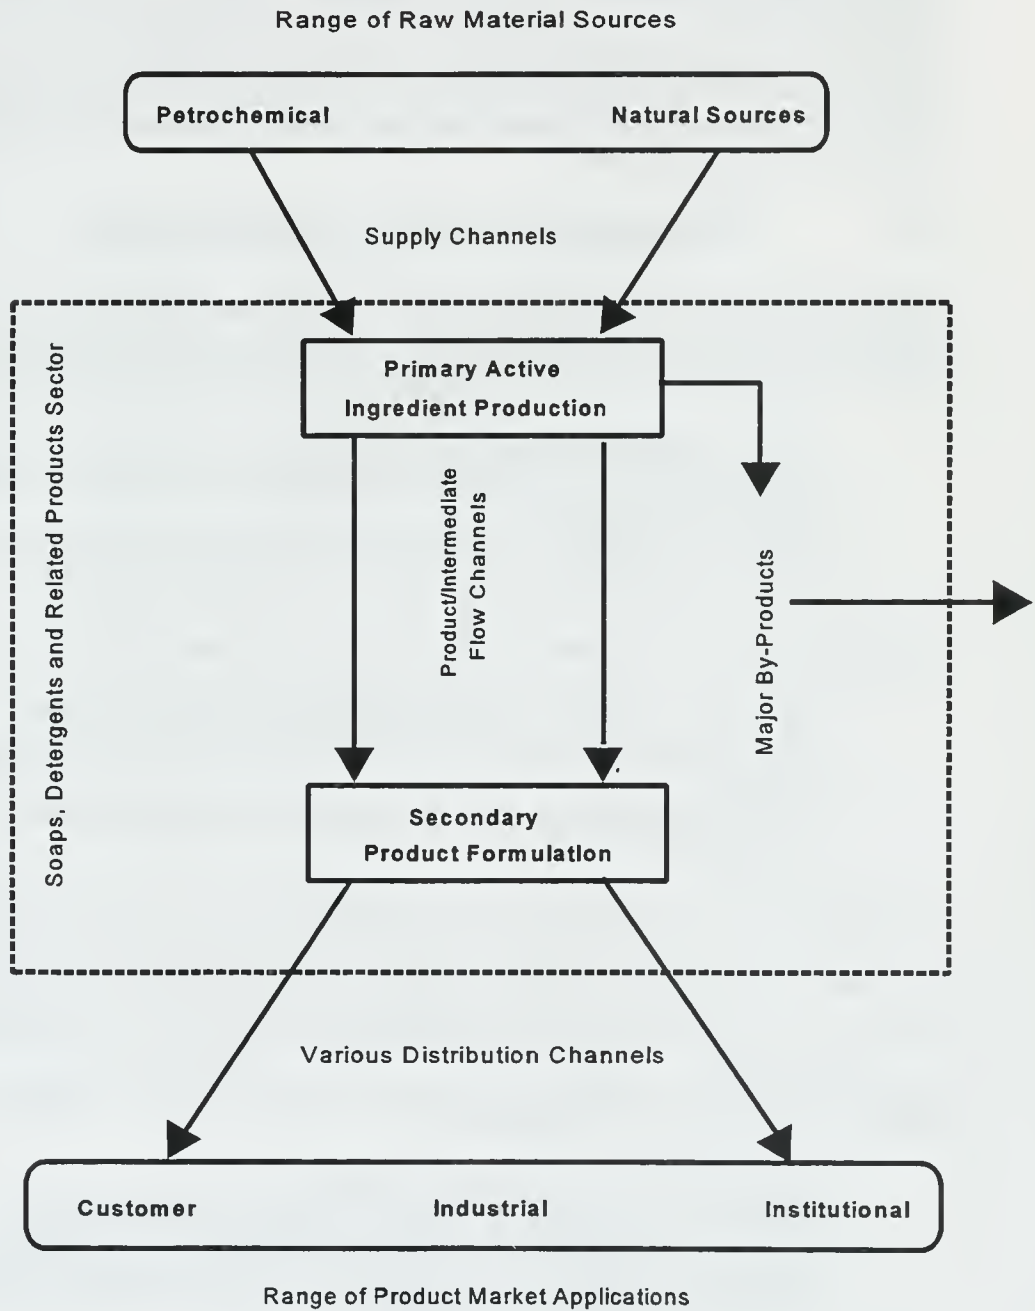 Range of Raw Material Sources
Petrochemical
Natural Sources
Supply Channels
Soaps, Detergents and Related Products Sector
Primary Active
Ingredient Production
Product/Intermediate
Flow Channels
Major By-Products
Secondary
Product Formulation
Various Distribution Channels
Customer
Industrial
Institutional
Range of Product Market Applications